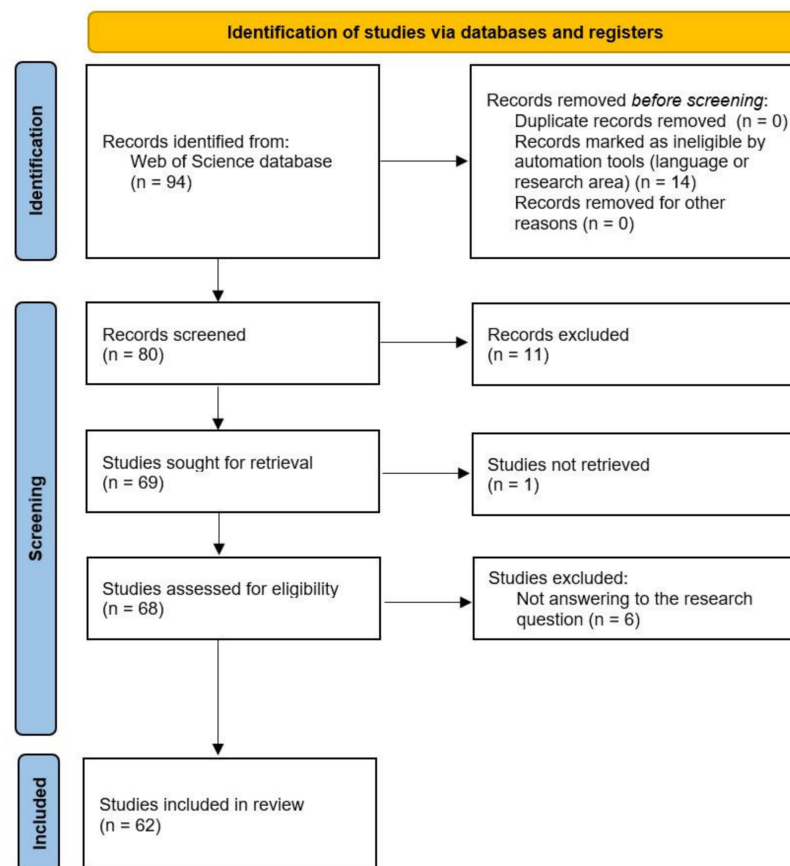 Identification of studies via databases and registers
Identification
Records identified from:
Web of Science database
(n = 94)
Records removed before screening:
Duplicate records removed (n = 0)
Records marked as ineligible by
automation tools (language or
research area) (n = 14)
Records removed for other
reasons (n = 0)
Screening
Records screened
(n = 80)
Records excluded
(n = 11)
Studies sought for retrieval
(n = 69)
Studies not retrieved
(n = 1)
Studies assessed for eligibility
(n = 68)
Studies excluded:
Not answering to the research
question (n = 6)
Included
Studies included in review
(n = 62)